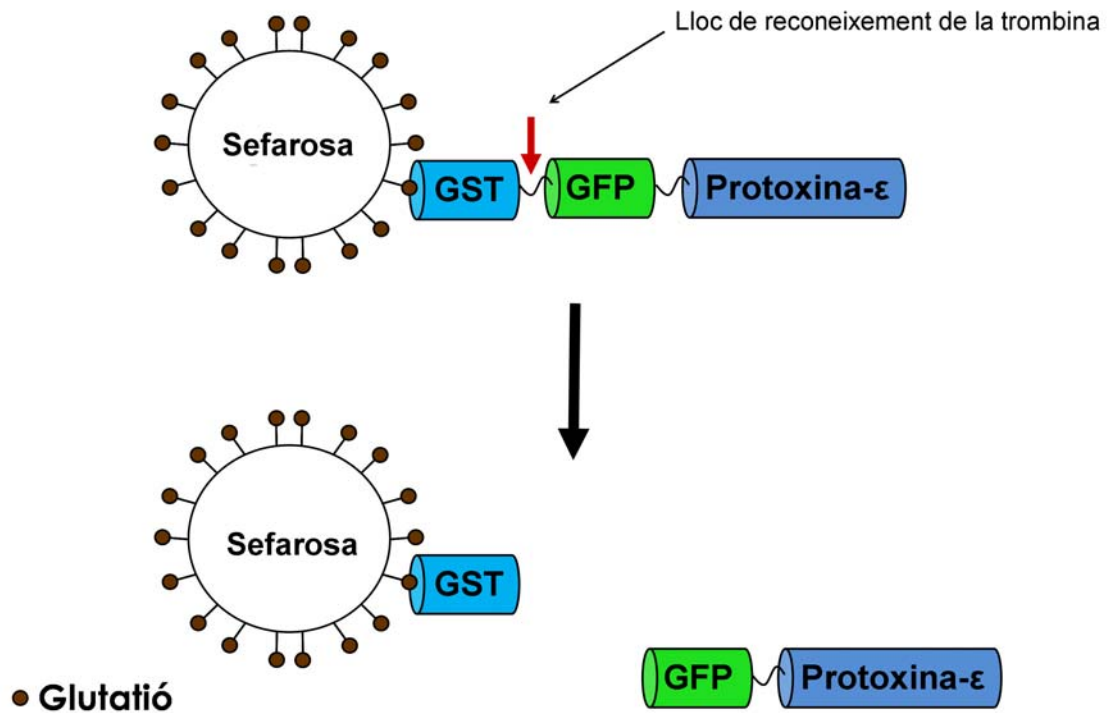 Lloc de reconeixement de la trombina
Sefarosa
GST
GFP
Protoxina-ε
Sefarosa
GST
GFP
Protoxina-ε
Glutatió